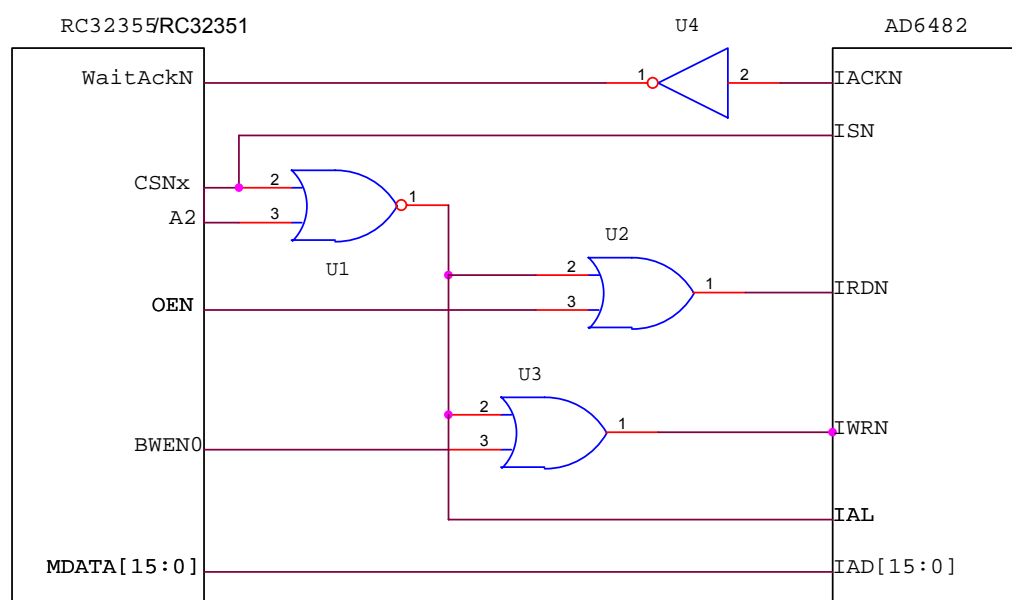 RC32355/RC32351
U4
AD6482
WaitAckN
1
2
IACKN
ISN
CSNx
2
1
A2
3
U1
U2
2
1
IRDN
OEN
3
U3
2
1
IWRN
BWEN0
3
IAL
MDATA[15:0]
IAD[15:0]